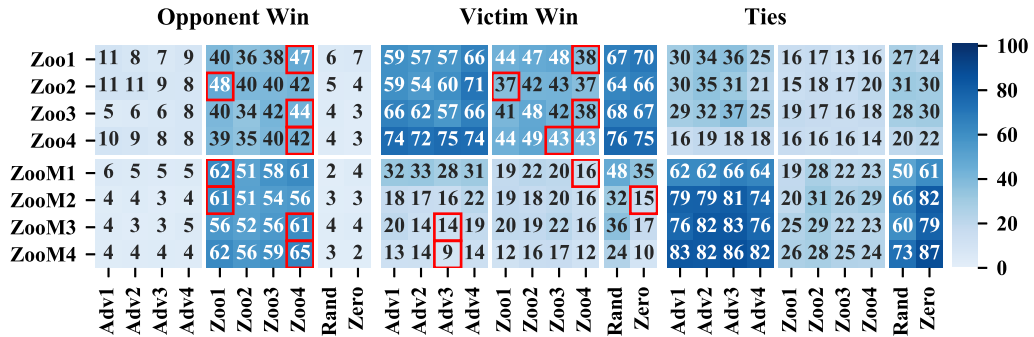 Opponent Win Victim Win Ties
Zoo1 11 8 7 9 40 36 38 47 6 7 59 57 57 66 44 47 48 38 67 70 30 34 36 25 16 17 13 16 27 24 100
Zoo2 11 11 9 8 48 40 40 42 5 4 59 54 60 71 37 42 43 37 64 66 30 35 31 21 15 18 17 20 31 30 80
Zoo3 5 6 6 8 40 34 42 44 4 3 66 62 57 66 41 48 42 38 68 67 29 32 37 25 19 17 16 18 28 30
Zoo4 10 9 8 8 39 35 40 42 4 3 74 72 75 74 44 49 43 43 76 75 16 19 18 18 16 16 16 14 20 22 60
ZooM1 6 5 5 5 62 51 58 61 2 4 32 33 28 31 19 22 20 16 48 35 62 62 66 64 19 28 22 23 50 61 40
ZooM2 4 4 3 4 61 51 54 56 3 3 18 17 16 22 19 18 20 16 32 15 79 79 81 74 20 31 26 29 66 82
ZooM3 4 3 3 5 56 52 56 61 4 4 20 14 14 19 20 19 22 16 36 17 76 82 83 76 25 29 22 23 60 79 20
ZooM4 4 4 4 4 62 56 59 65 3 2 13 14 9 14 12 16 17 12 24 10 83 82 86 82 26 28 25 24 73 87 0
Adv1 Adv2 Adv3 Adv4 Zoo1 Zoo2 Zoo3 Zoo4 Rand Zero Adv1 Adv2 Adv3 Adv4 Zoo1 Zoo2 Zoo3 Zoo4 Rand Zero Adv1 Adv2 Adv3 Adv4 Zoo1 Zoo2 Zoo3 Zoo4 Rand Zero